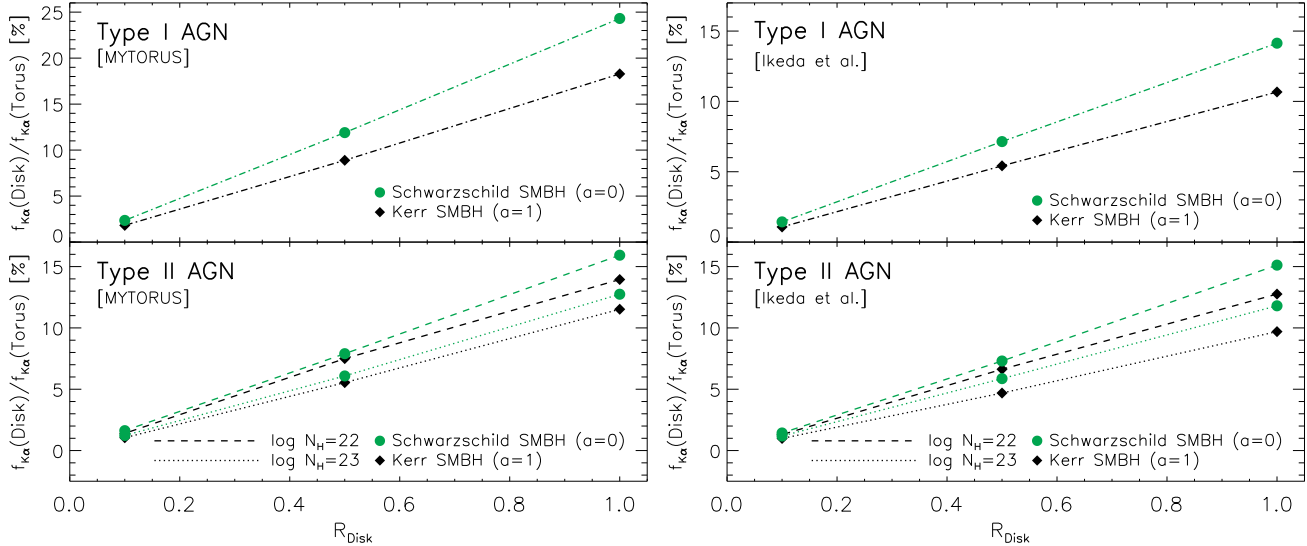 Type I AGN
[MYTORUS]
f_Kα(Disk)/f_Kα(Torus) [%]
25
20
15
10
5
0
Schwarzschild SMBH (a=0)
Kerr SMBH (a=1)
Type I AGN
[Ikeda et al.]
f_Kα(Disk)/f_Kα(Torus) [%]
15
10
5
0
Schwarzschild SMBH (a=0)
Kerr SMBH (a=1)
Type II AGN
[MYTORUS]
f_Kα(Disk)/f_Kα(Torus) [%]
15
10
5
0
log N_H=22
log N_H=23
Schwarzschild SMBH (a=0)
Kerr SMBH (a=1)
0.0 0.2 0.4 0.6 0.8 1.0
R_Disk
Type II AGN
[Ikeda et al.]
f_Kα(Disk)/f_Kα(Torus) [%]
15
10
5
0
log N_H=22
log N_H=23
Schwarzschild SMBH (a=0)
Kerr SMBH (a=1)
0.0 0.2 0.4 0.6 0.8 1.0
R_Disk